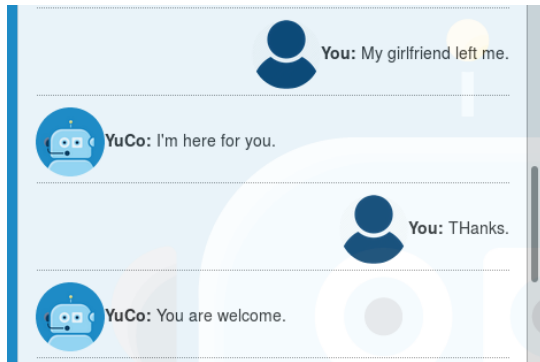 You: My girlfriend left me.
YuCo: I'm here for you.
You: THanks.
YuCo: You are welcome.